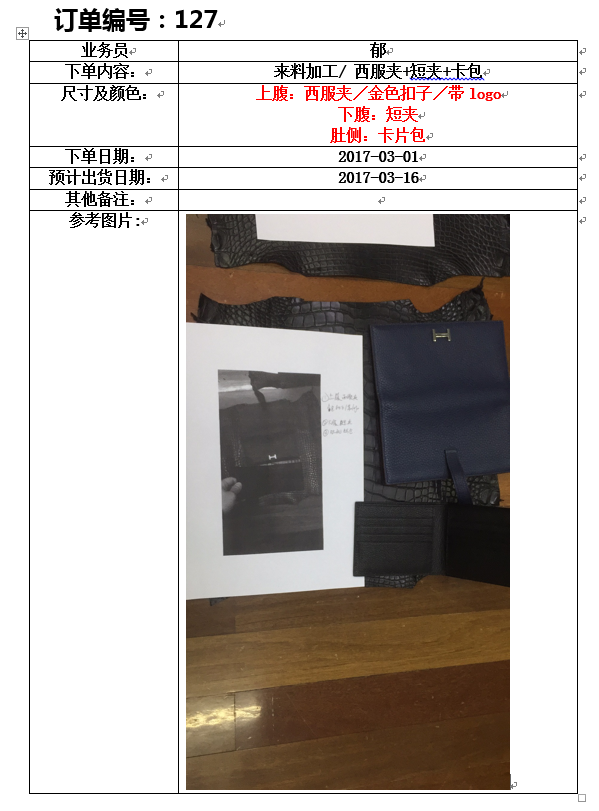 订单编号：127
业务员
郁
下单内容：
来料加工/ 西服夹+短夹+卡包
尺寸及颜色：
上腹：西服夹／金色扣子／带 logo
下腹：短夹
肚侧：卡片包
下单日期：
2017-03-01
预计出货日期：
2017-03-16
其他备注：
参考图片: